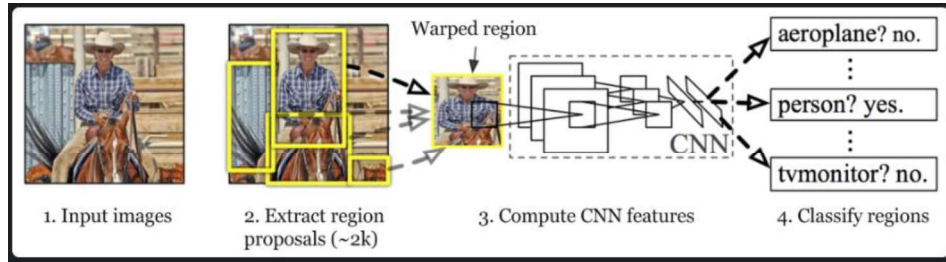 Warped region
aeroplane? no.
person? yes.
CNN
tvmonitor? no.
1. Input images
2. Extract region
proposals (~2k)
3. Compute CNN features
4. Classify regions